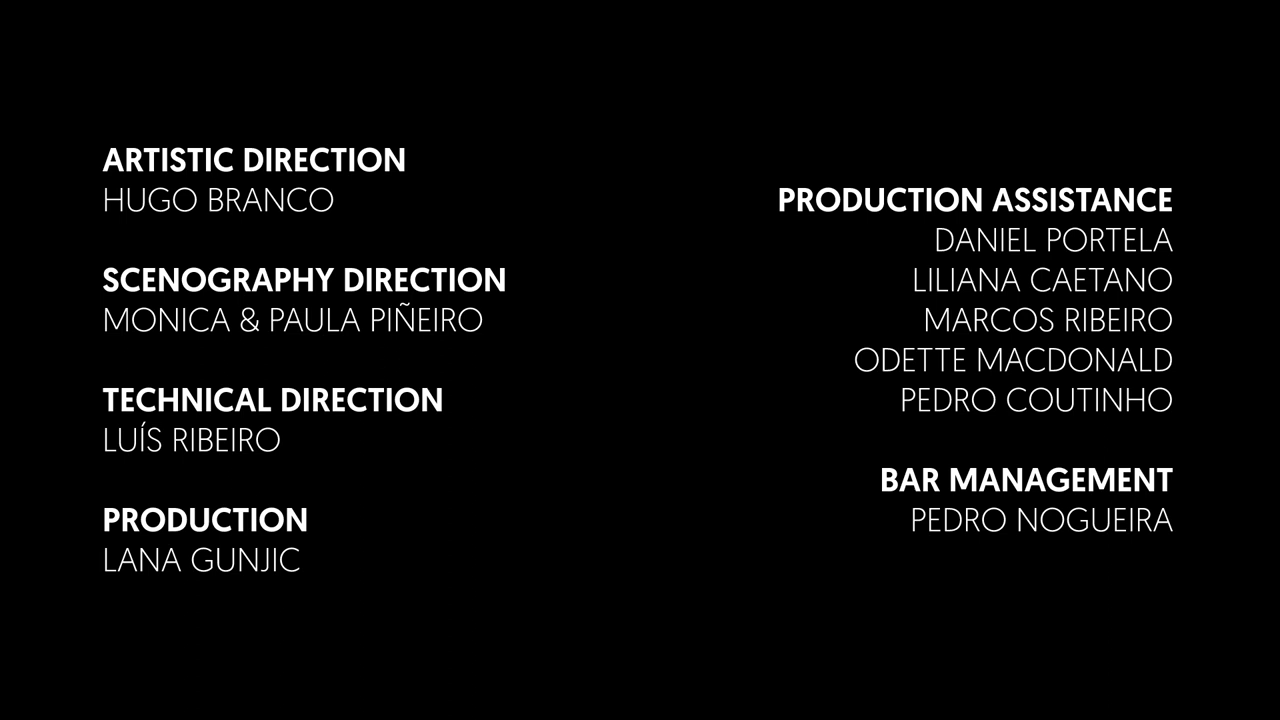 ARTISTIC DIRECTION
HUGO BRANCO
SCENOGRAPHY DIRECTION
MONICA & PAULA PIÑEIRO
TECHNICAL DIRECTION
LUÍS RIBEIRO
PRODUCTION
LANA GUNJIC
PRODUCTION ASSISTANCE
DANIEL PORTELA
LILIANA CAETANO
MARCOS RIBEIRO
ODETTE MACDONALD
PEDRO COUTINHO
BAR MANAGEMENT
PEDRO NOGUEIRA